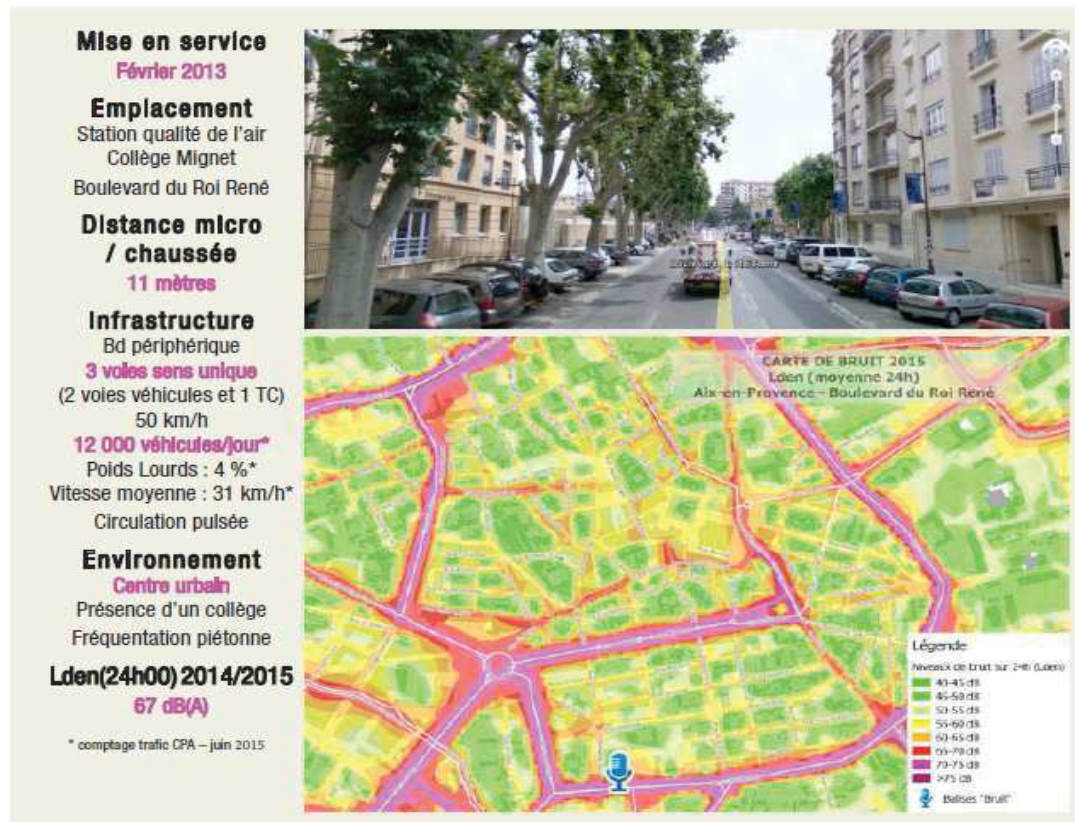 Mise en service
Février 2013
Emplacement
Station qualité de l'air
Collège Mignet
Boulevard du Roi René
Distance micro
/ chaussée
11 mètres
Infrastructure
Bd périphérique
3 voies sens unique
(2 voies véhicules et 1 TC)
50 km/h
12 000 véhicules/jour*
Poids Lourds : 4 %*
Vitesse moyenne : 31 km/h*
Circulation pulsée
Environnement
Centre urbain
Présence d'un collège
Fréquentation piétonne
Lden(24h00) 2014/2015
67 dB(A)
* comptage trafic CPA – juin 2015
CARTE DE BRUIT 2015
Lden (moyenne 24h)
Aix-en-Provence - Boulevard du Roi René
Légende
Niveaux de bruit sur 24h (Lden)
40-45 dB
45-50 dB
50-55 dB
55-60 dB
60-65 dB
65-70 dB
70-75 dB
>75 dB
Balises "Bruit"